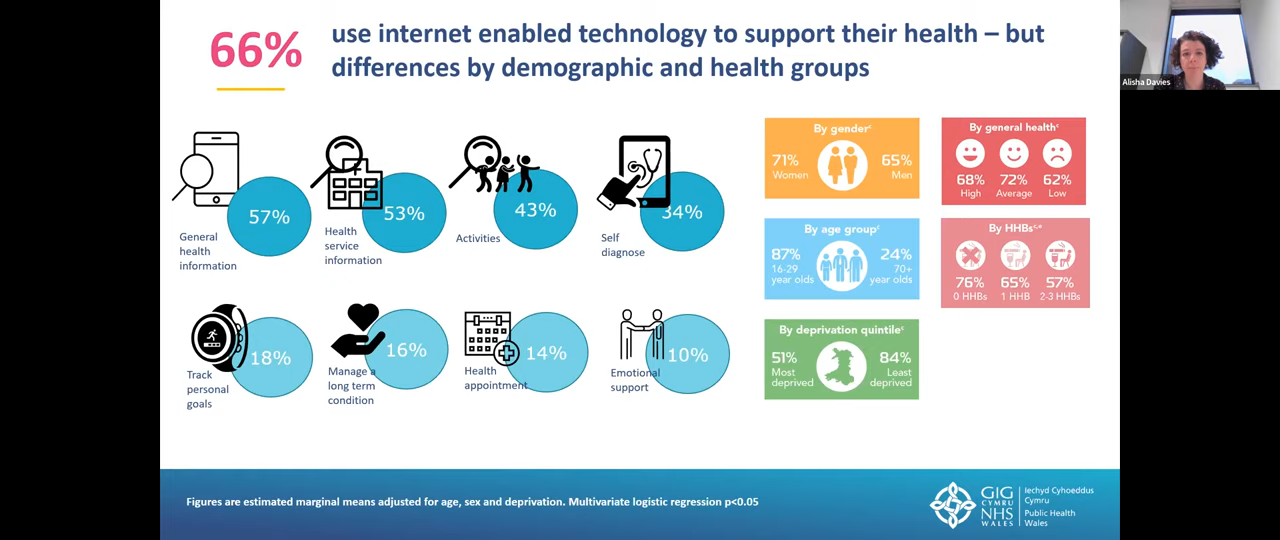 66%
use internet enabled technology to support their health – but
differences by demographic and health groups
Alisha Davies
57%
General
health
information
53%
Health
service
information
43%
Activities
34%
Self
diagnose
18%
Track
personal
goals
16%
Manage a
long term
condition
14%
Health
appointment
10%
Emotional
support
By genderᶜ
71%
Women
65%
Men
By general healthᶜ
68%
High
72%
Average
62%
Low
By age groupᶜ
87%
16-29
year olds
24%
70+
year olds
By HHBsᶜ,ᵉ
76%
0 HHBs
65%
1 HHB
57%
2-3 HHBs
By deprivation quintileᶜ
51%
Most
deprived
84%
Least
deprived
Figures are estimated marginal means adjusted for age, sex and deprivation. Multivariate logistic regression p<0.05
GIG
CYMRU
NHS
WALES
Iechyd Cyhoeddus
Cymru
Public Health
Wales